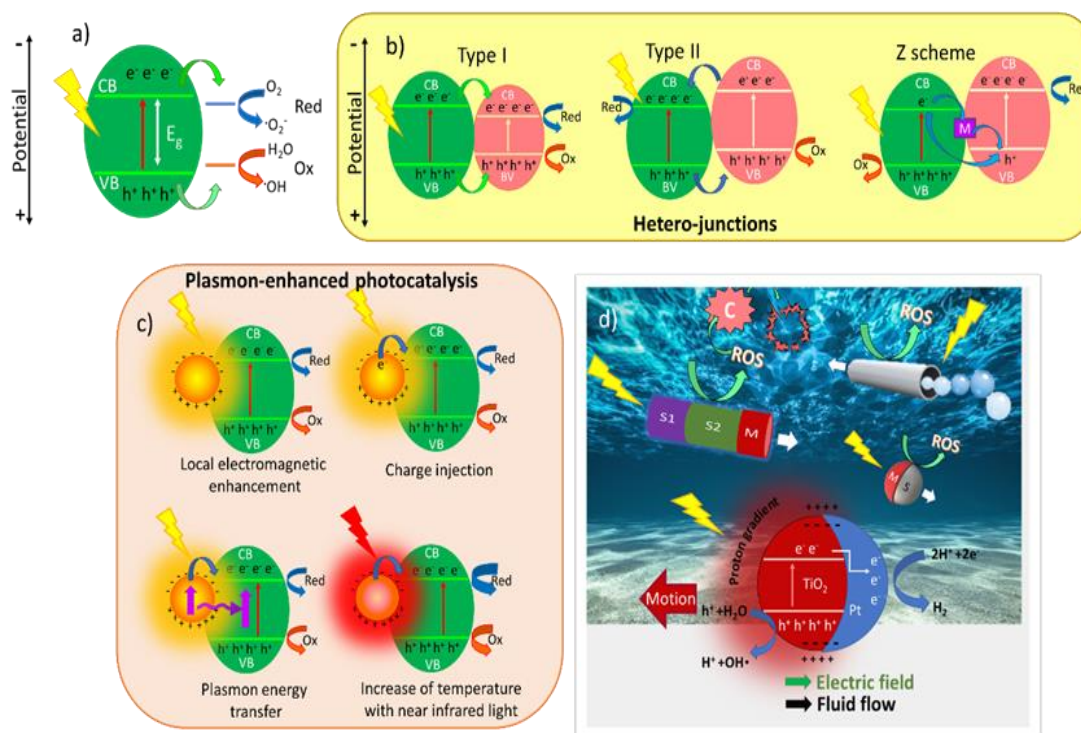 a)
-
Potential
+
CB
e⁻ e⁻ e⁻
E_g
VB
h⁺ h⁺ h⁺
O₂
·O₂⁻
Red
H₂O
·OH
Ox
b)
-
Potential
+
Type I
CB
e⁻ e⁻ e⁻
h⁺ h⁺ h⁺
VB
CB
e⁻ e⁻ e⁻ e⁻
h⁺ h⁺ h⁺ h⁺
BV
Red
Ox
Type II
CB
e⁻ e⁻ e⁻ e⁻
h⁺ h⁺ h⁺
BV
Red
CB
e⁻ e⁻ e⁻
h⁺ h⁺ h⁺ h⁺
VB
Ox
Z scheme
CB
e⁻
h⁺ h⁺ h⁺ h⁺
VB
Ox
M
CB
e⁻ e⁻ e⁻ e⁻
h⁺
VB
Red
Hetero-junctions
Plasmon-enhanced photocatalysis
c)
CB
e⁻ e⁻ e⁻ e⁻
h⁺ h⁺ h⁺ h⁺
VB
Red
Ox
Local electromagnetic
enhancement
e⁻
CB
e⁻ e⁻ e⁻ e⁻
h⁺ h⁺ h⁺ h⁺
VB
Red
Ox
Charge injection
CB
e⁻ e⁻ e⁻ e⁻
h⁺ h⁺ h⁺ h⁺
VB
Red
Ox
Plasmon energy
transfer
CB
e⁻ e⁻ e⁻ e⁻
h⁺ h⁺ h⁺ h⁺
VB
Red
Ox
Increase of temperature
with near infrared light
d)
C
ROS
ROS
S1
S2
M
ROS
M
S
Proton gradient
+ + + +
- - - -
e⁻ e⁻
TiO₂
h⁺ h⁺ h⁺ h⁺
- - - -
+ + + +
e⁻
e⁻
e⁻
Pt
2H⁺+2e⁻
H₂
Motion
h⁺+H₂O
H⁺ +OH•
Electric field
Fluid flow